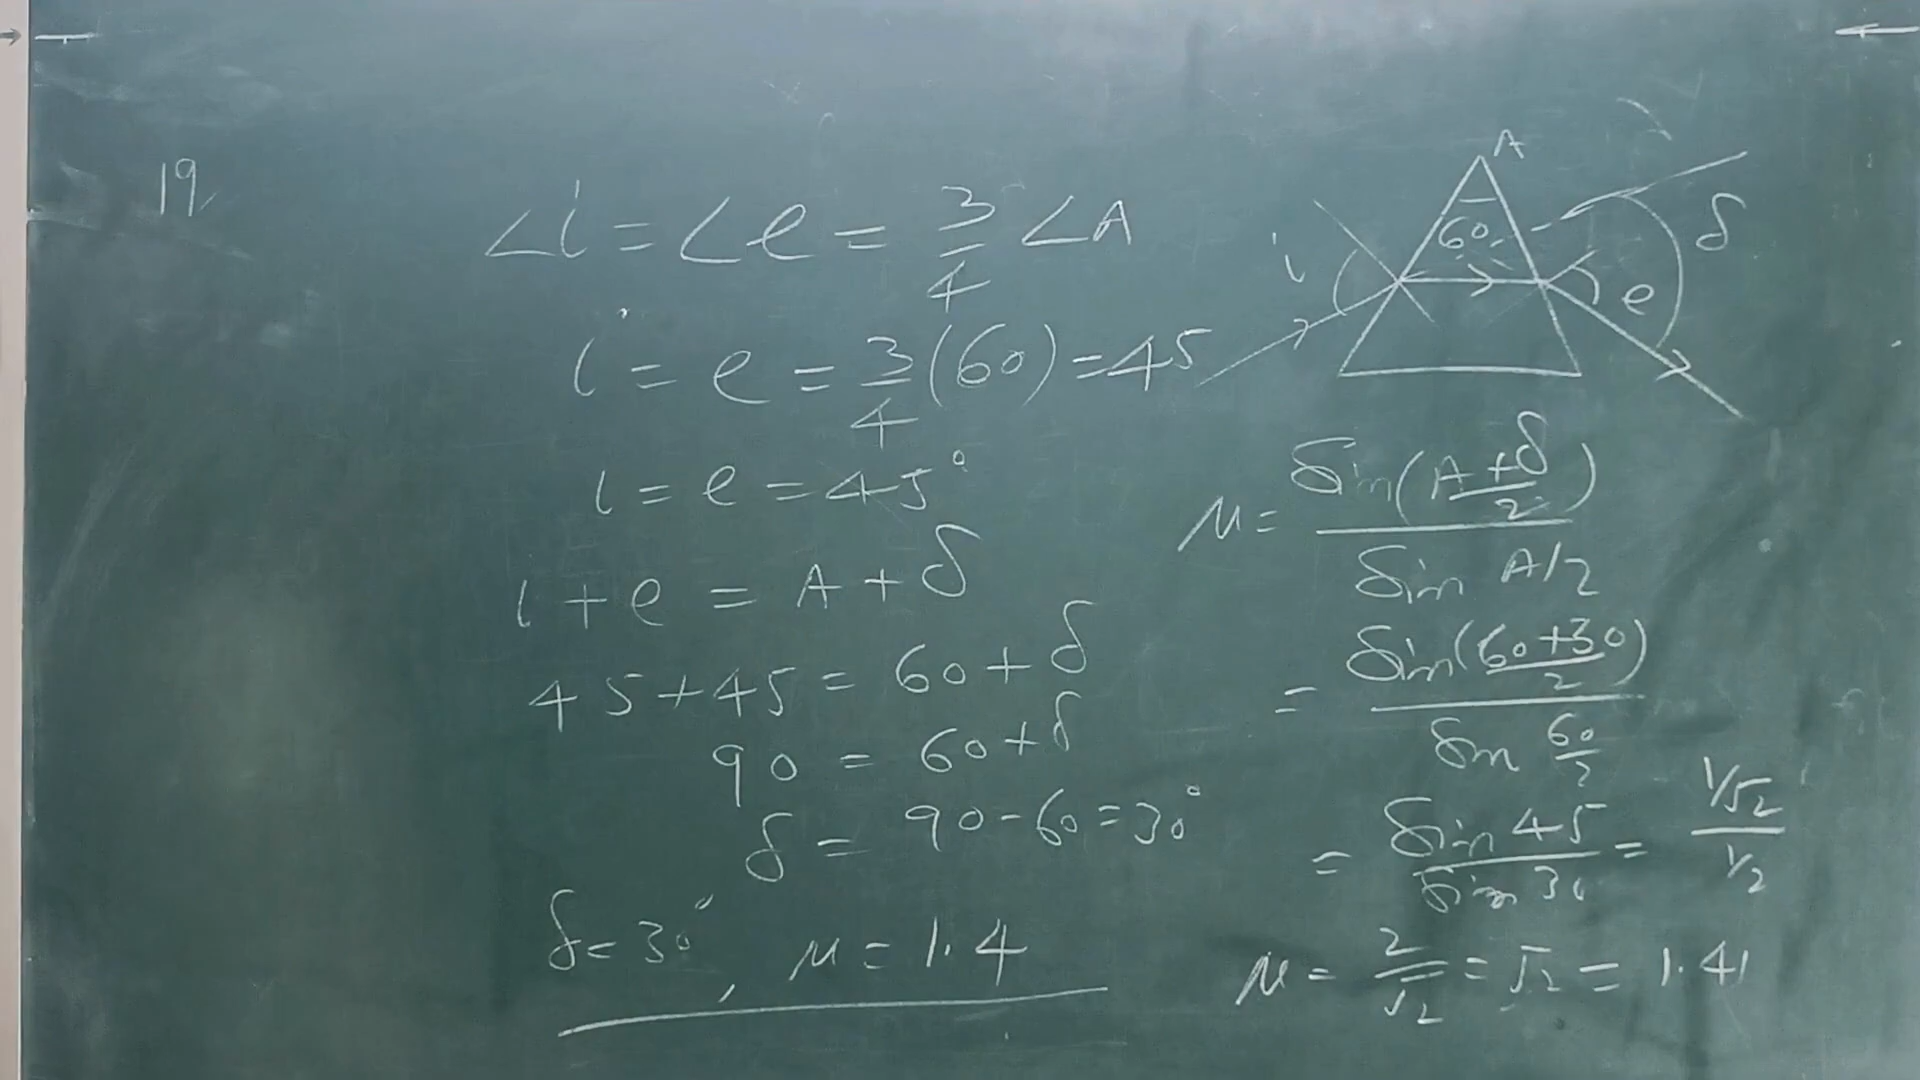 19,
∠i = ∠e = 3/4 ∠A
i = e = 3/4 (60) = 45
i = e = 45°
i + e = A + δ
45 + 45 = 60 + δ
90 = 60 + δ
δ = 90 - 60 = 30°
δ = 30°, μ = 1.4
A
60
i
e
δ
μ = Sin((A + δ)/2) / Sin A/2
= Sin((60 + 30)/2) / Sin 60/2
= Sin 45 / Sin 30 = (1/√2) / (1/2)
μ = 2/√2 = √2 = 1.41